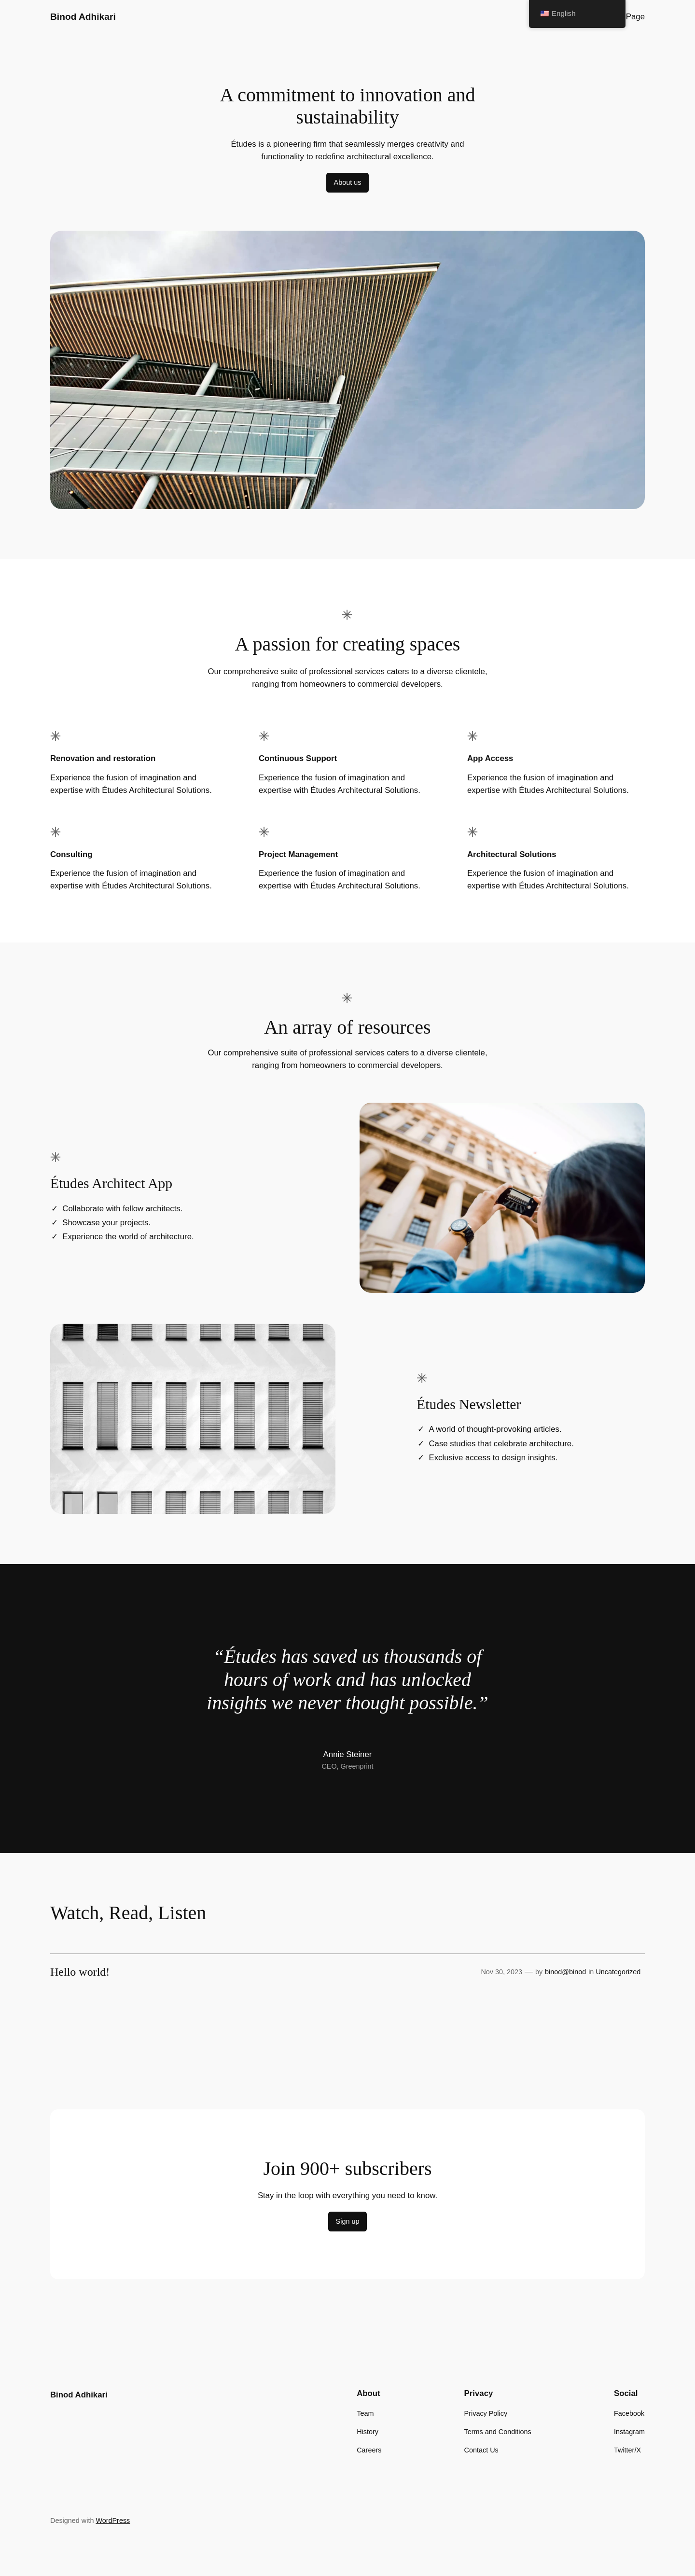 Binod Adhikari
English
Page
A commitment to innovation and
sustainability
Études is a pioneering firm that seamlessly merges creativity and
functionality to redefine architectural excellence.
About us
A passion for creating spaces
Our comprehensive suite of professional services caters to a diverse clientele,
ranging from homeowners to commercial developers.
Renovation and restoration
Experience the fusion of imagination and
expertise with Études Architectural Solutions.
Continuous Support
Experience the fusion of imagination and
expertise with Études Architectural Solutions.
App Access
Experience the fusion of imagination and
expertise with Études Architectural Solutions.
Consulting
Experience the fusion of imagination and
expertise with Études Architectural Solutions.
Project Management
Experience the fusion of imagination and
expertise with Études Architectural Solutions.
Architectural Solutions
Experience the fusion of imagination and
expertise with Études Architectural Solutions.
An array of resources
Our comprehensive suite of professional services caters to a diverse clientele,
ranging from homeowners to commercial developers.
Études Architect App
✓ Collaborate with fellow architects.
✓ Showcase your projects.
✓ Experience the world of architecture.
Études Newsletter
✓ A world of thought-provoking articles.
✓ Case studies that celebrate architecture.
✓ Exclusive access to design insights.
“Études has saved us thousands of
hours of work and has unlocked
insights we never thought possible.”
Annie Steiner
CEO, Greenprint
Watch, Read, Listen
Hello world!
Nov 30, 2023 — by binod@binod in Uncategorized
Join 900+ subscribers
Stay in the loop with everything you need to know.
Sign up
Binod Adhikari
About
Team
History
Careers
Privacy
Privacy Policy
Terms and Conditions
Contact Us
Social
Facebook
Instagram
Twitter/X
Designed with WordPress